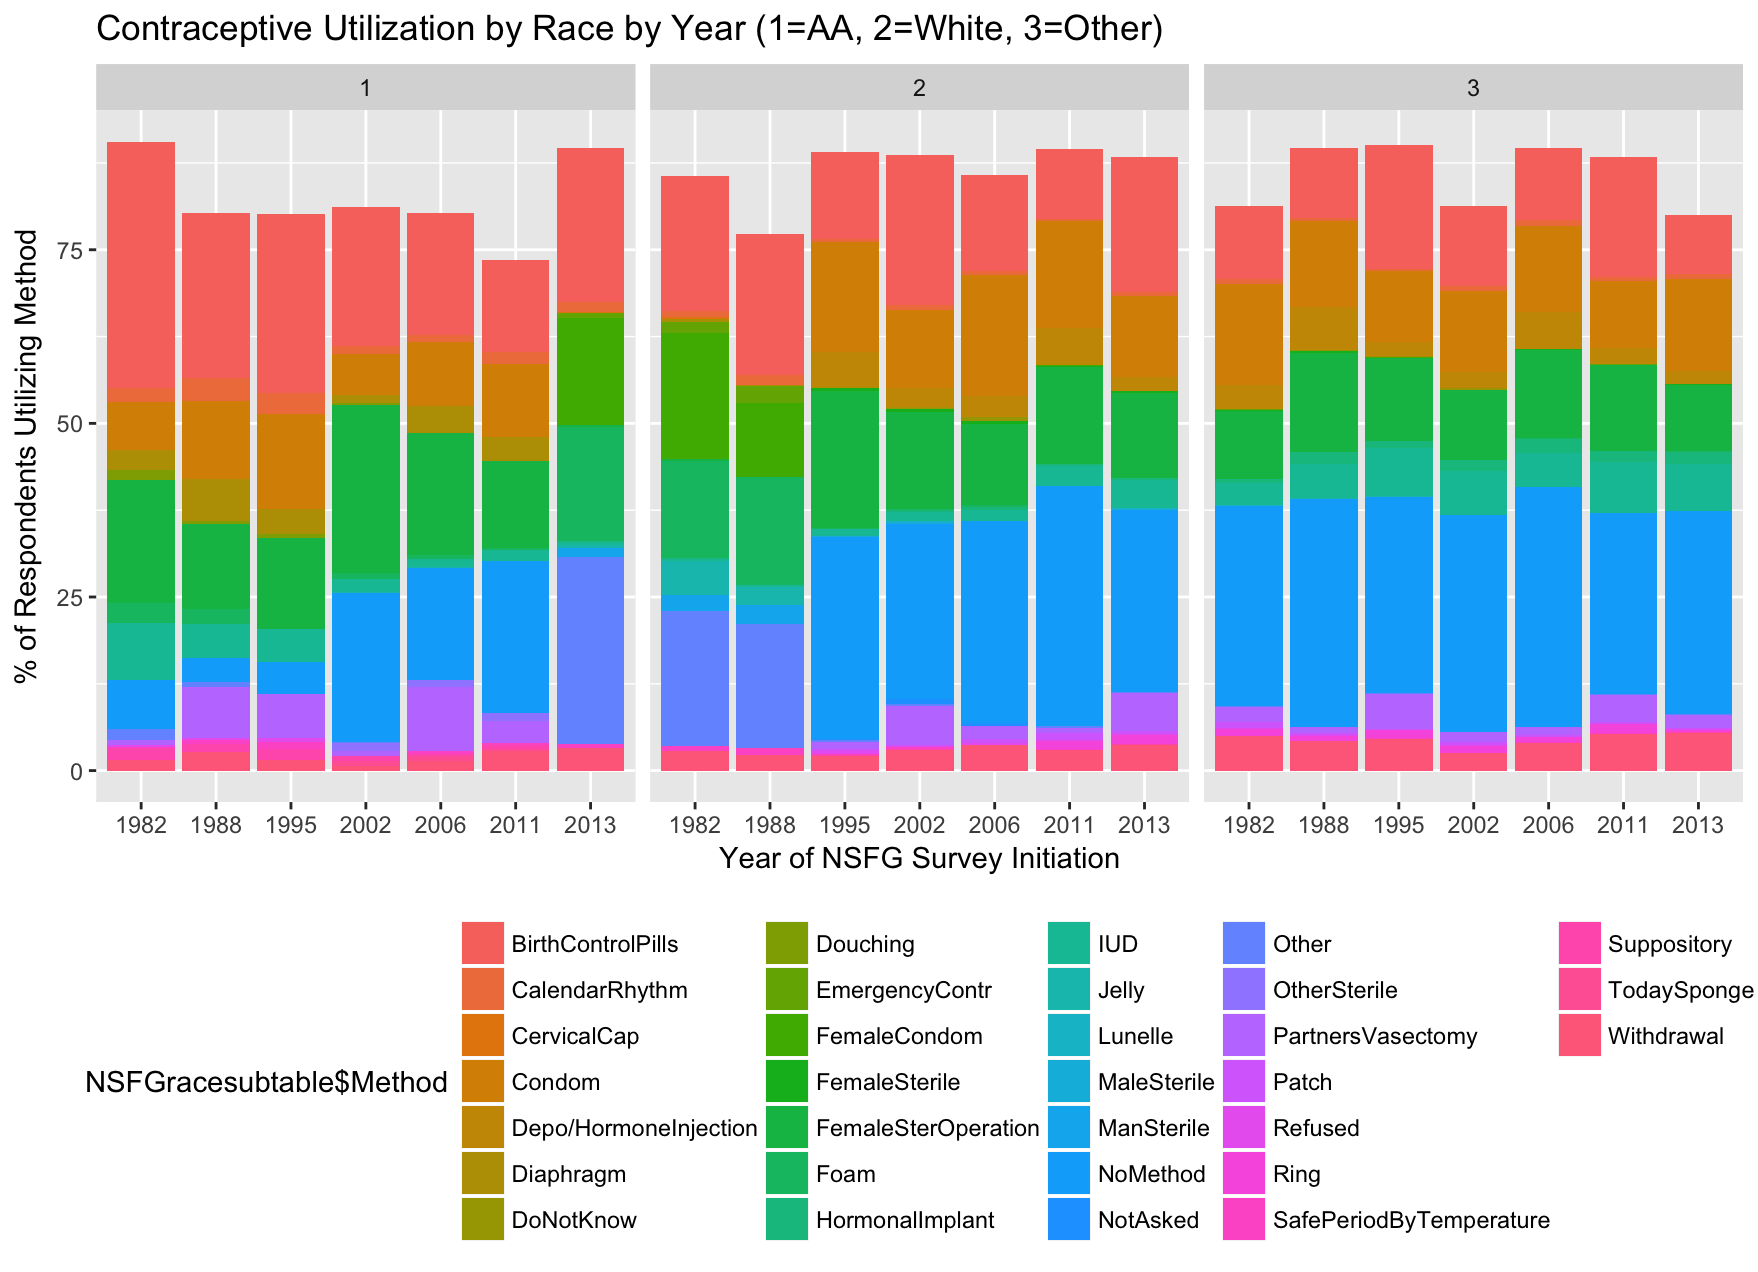 Contraceptive Utilization by Race by Year (1=AA, 2=White, 3=Other)
1 2 3
75
50
25
0
% of Respondents Utilizing Method
1982 1988 1995 2002 2006 2011 2013 1982 1988 1995 2002 2006 2011 2013 1982 1988 1995 2002 2006 2011 2013
Year of NSFG Survey Initiation
NSFGracesubtable$Method
BirthControlPills
CalendarRhythm
CervicalCap
Condom
Depo/HormoneInjection
Diaphragm
DoNotKnow
Douching
EmergencyContr
FemaleCondom
FemaleSterile
FemaleSterOperation
Foam
HormonalImplant
IUD
Jelly
Lunelle
MaleSterile
ManSterile
NoMethod
NotAsked
Other
OtherSterile
PartnersVasectomy
Patch
Refused
Ring
SafePeriodByTemperature
Suppository
TodaySponge
Withdrawal